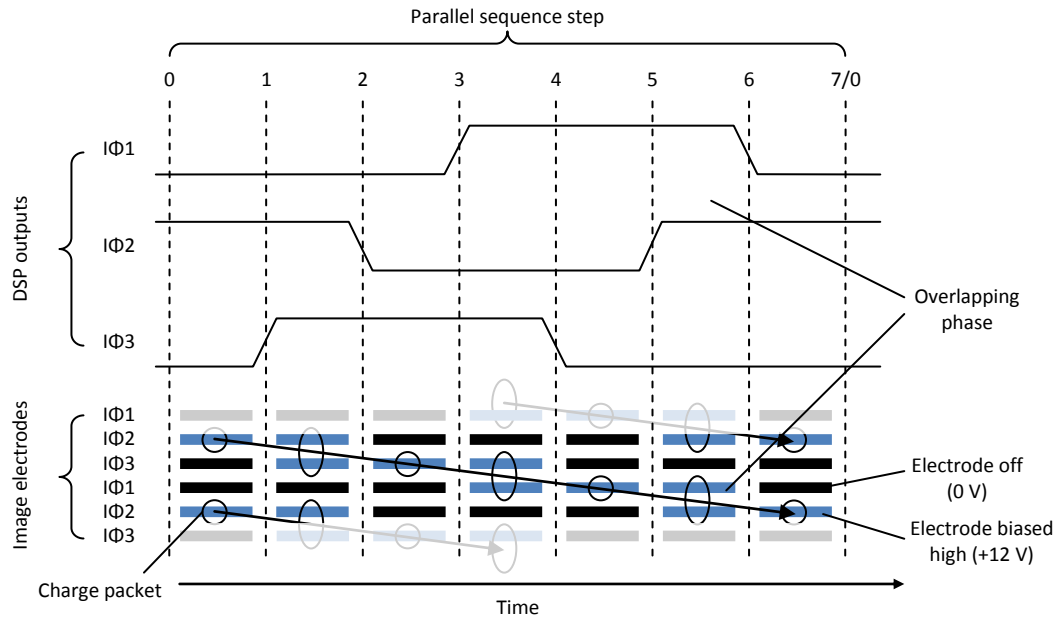 Parallel sequence step
0 1 2 3 4 5 6 7/0
DSP outputs
IΦ1
IΦ2
IΦ3
Overlapping
phase
Image electrodes
IΦ1
IΦ2
IΦ3
IΦ1
IΦ2
IΦ3
Electrode off
(0 V)
Electrode biased
high (+12 V)
Charge packet
Time